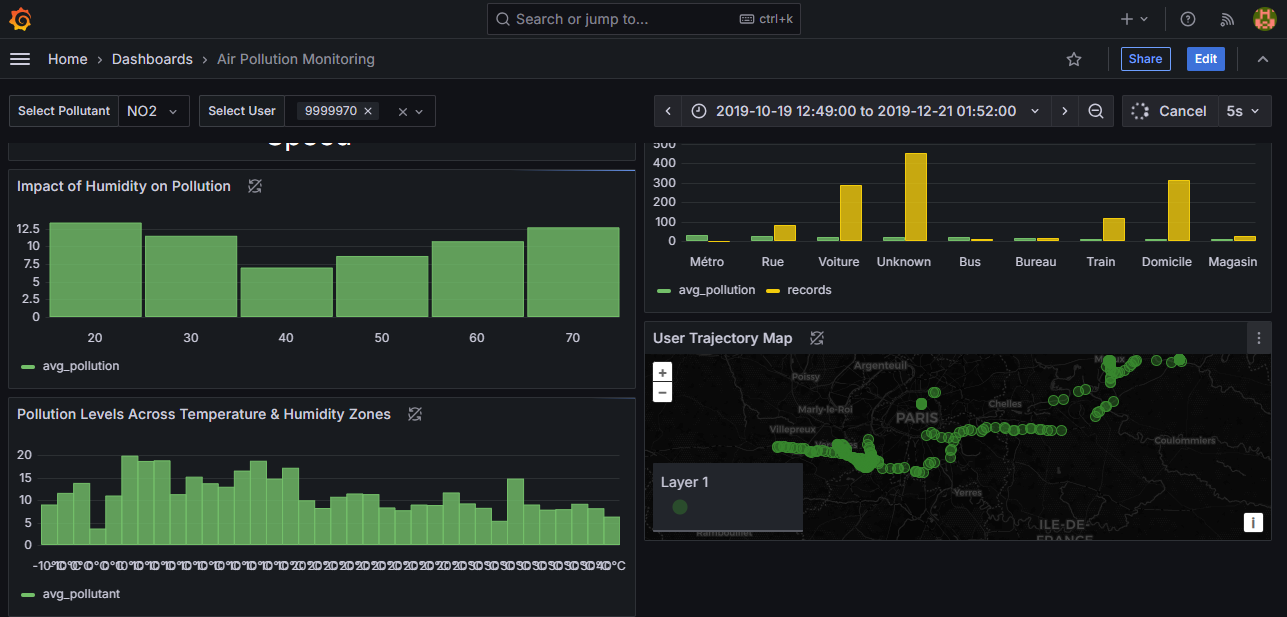 Search or jump to...
ctrl+k
Home › Dashboards › Air Pollution Monitoring
Share
Edit
Select Pollutant
NO2
Select User
9999970
2019-10-19 12:49:00 to 2019-12-21 01:52:00
Cancel
5s
Speed
Impact of Humidity on Pollution
12.5
10
7.5
5
2.5
0
20 30 40 50 60 70
avg_pollution
Pollution Levels Across Temperature & Humidity Zones
20
15
10
5
0
avg_pollutant
500
400
300
200
100
0
Métro Rue Voiture Unknown Bus Bureau Train Domicile Magasin
avg_pollution records
User Trajectory Map
+
−
Poissy
Argenteuil
Marly-le-Roi
PARIS
Chelles
Villepreux
Coulommiers
Layer 1
Yerres
ILE-DE-
FRANCE
Rambouillet
i